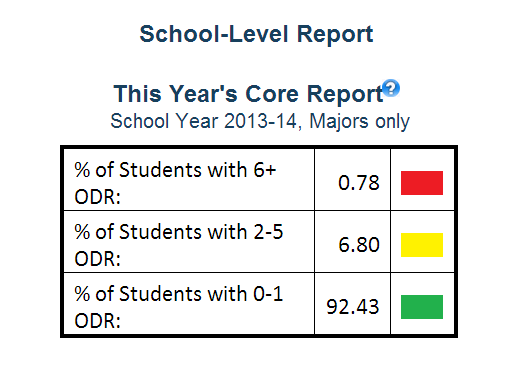 School-Level Report
This Year's Core Report?
School Year 2013-14, Majors only
% of Students with 6+
ODR:
0.78
% of Students with 2-5
ODR:
6.80
% of Students with 0-1
ODR:
92.43